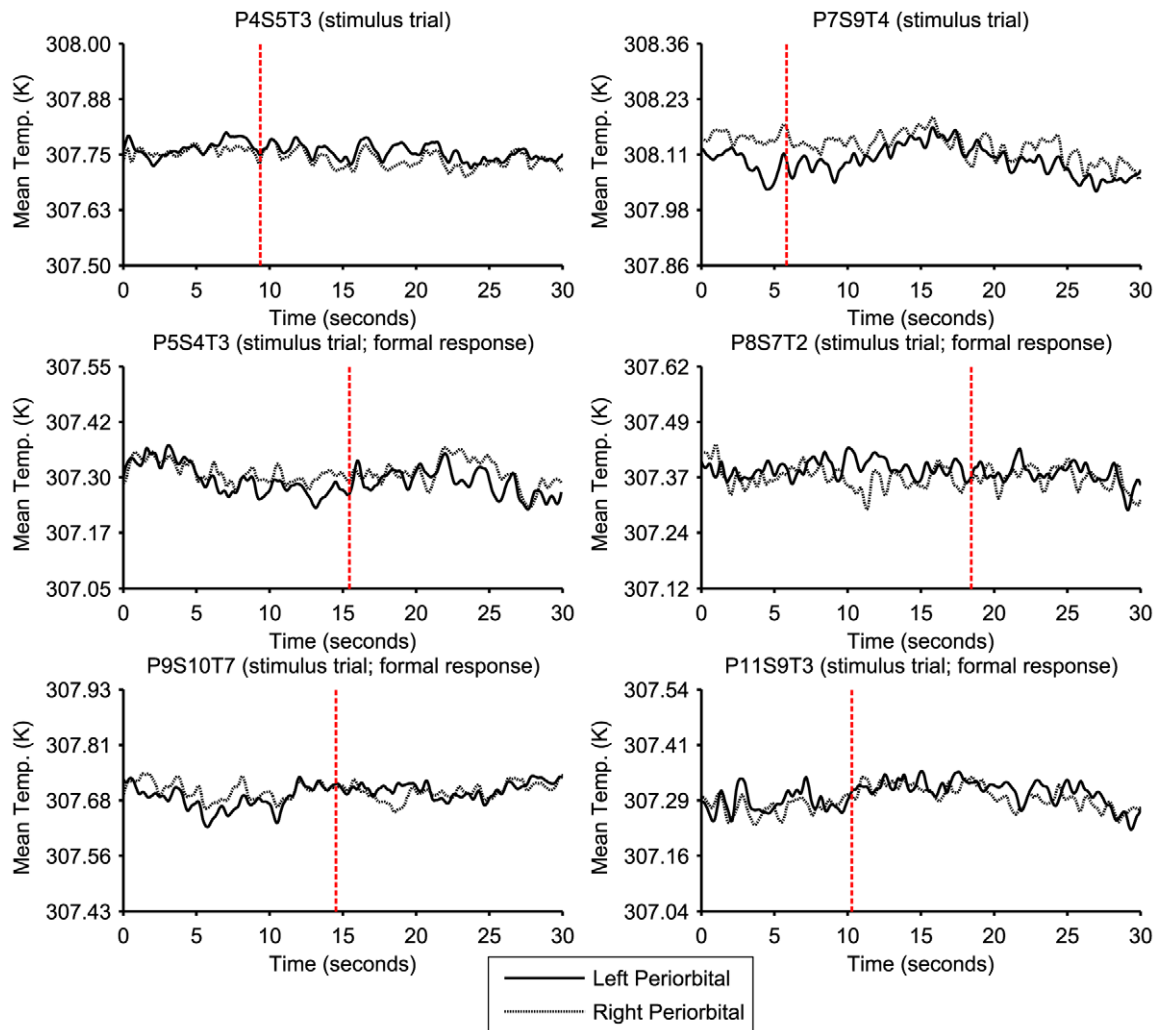 P4S5T3 (stimulus trial)
308.00
307.88
307.75
307.63
307.50
Mean Temp. (K)
0 5 10 15 20 25 30
Time (seconds)
P7S9T4 (stimulus trial)
308.36
308.23
308.11
307.98
307.86
Mean Temp. (K)
0 5 10 15 20 25 30
Time (seconds)
P5S4T3 (stimulus trial; formal response)
307.55
307.42
307.30
307.17
307.05
Mean Temp. (K)
0 5 10 15 20 25 30
Time (seconds)
P8S7T2 (stimulus trial; formal response)
307.62
307.49
307.37
307.24
307.12
Mean Temp. (K)
0 5 10 15 20 25 30
Time (seconds)
P9S10T7 (stimulus trial; formal response)
307.93
307.81
307.68
307.56
307.43
Mean Temp. (K)
0 5 10 15 20 25 30
Time (seconds)
P11S9T3 (stimulus trial; formal response)
307.54
307.41
307.29
307.16
307.04
Mean Temp. (K)
0 5 10 15 20 25 30
Time (seconds)
Left Periorbital
Right Periorbital